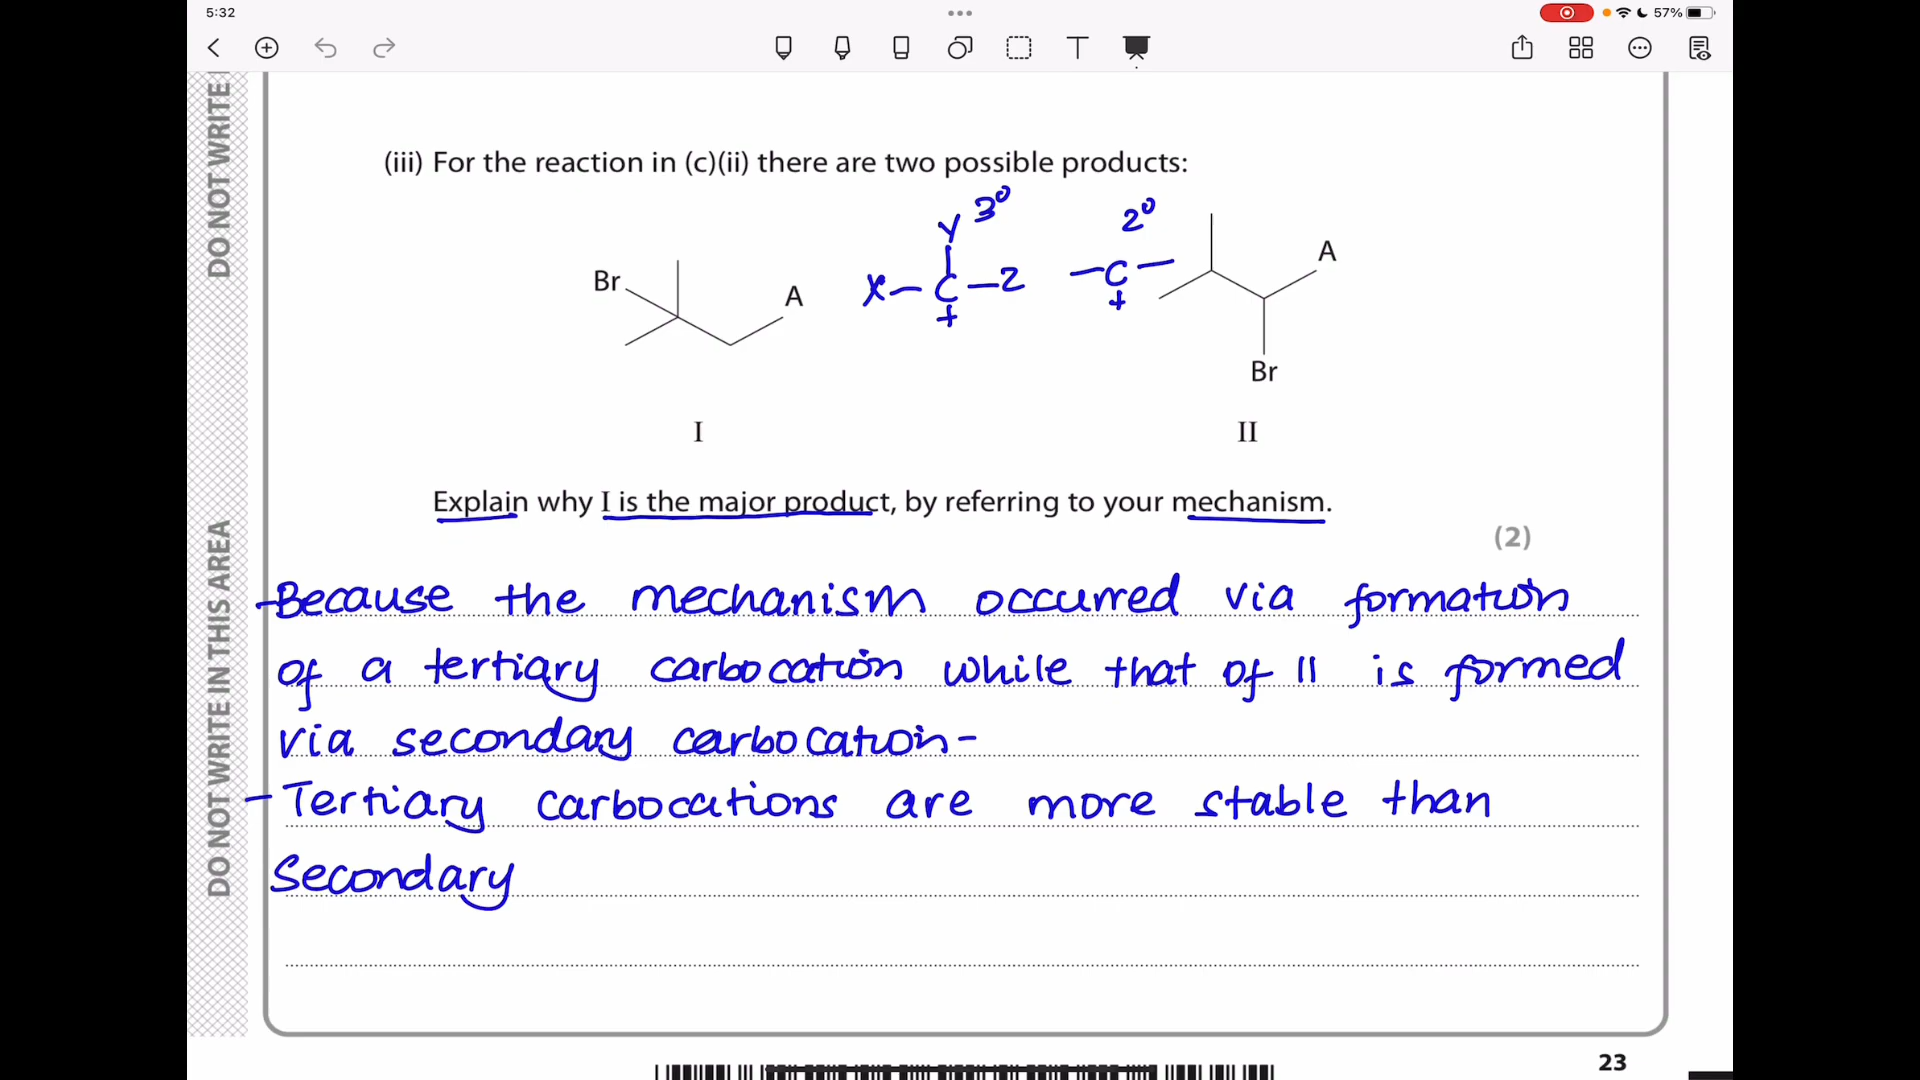 5:32
57%
(iii) For the reaction in (c)(ii) there are two possible products:
Br
A
Y 3°
X-C-Z
+
2°
-C-
+
A
Br
I
II
Explain why I is the major product, by referring to your mechanism.
(2)
-Because the mechanism occurred via formation
of a tertiary carbocation while that of II is formed
via secondary carbocation-
-Tertiary carbocations are more stable than
Secondary
DO NOT WRITE
DO NOT WRITE IN THIS AREA
23